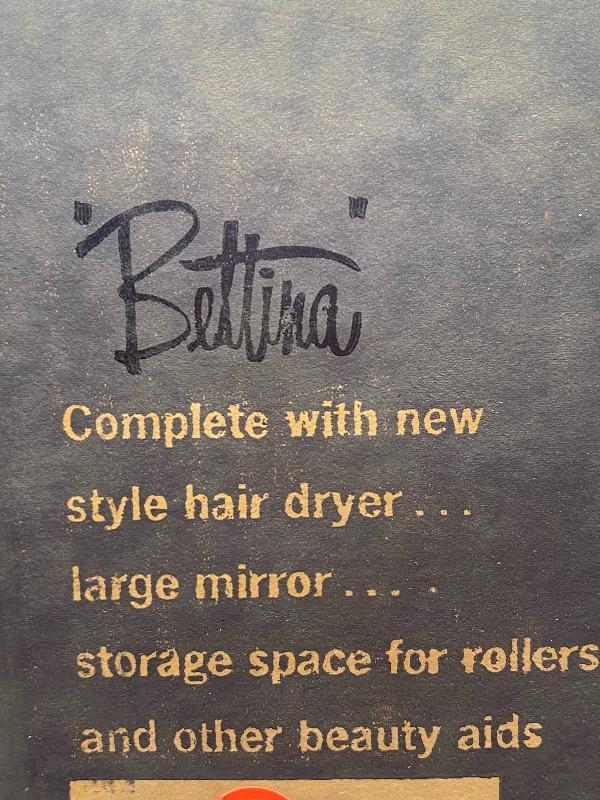 "Bettina"
Complete with new
style hair dryer...
large mirror....
storage space for rollers
and other beauty aids